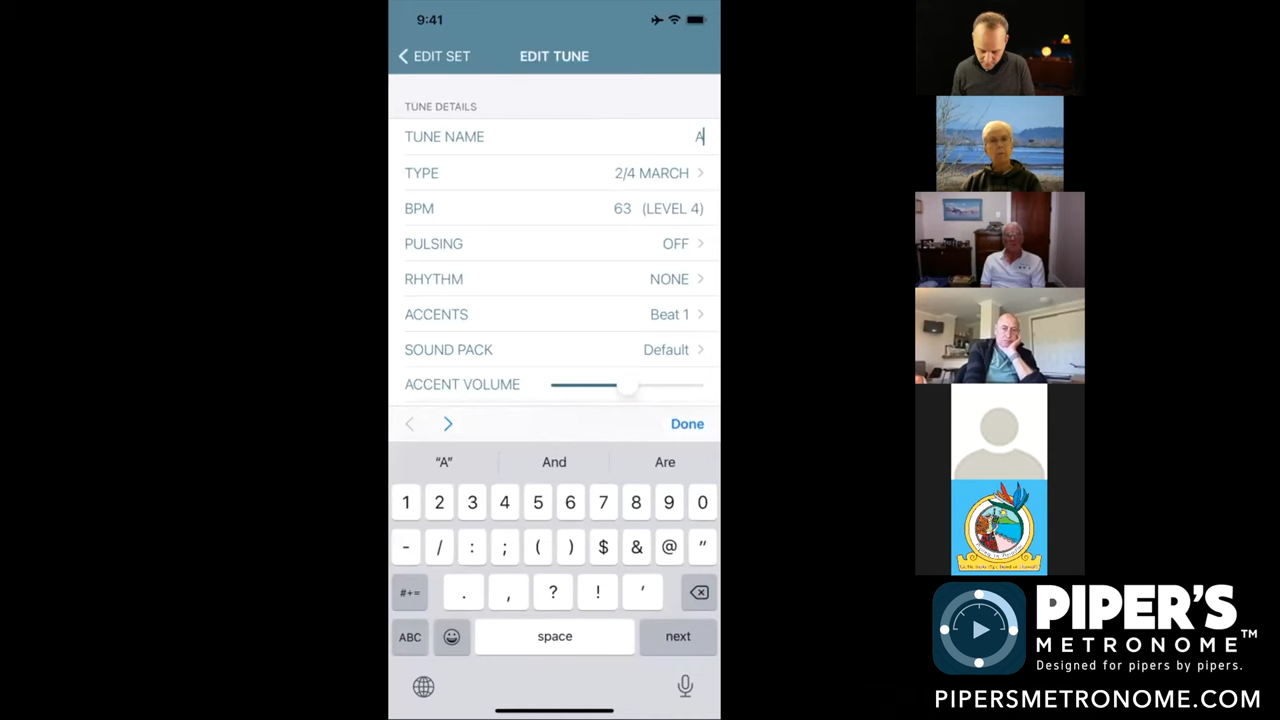 9:41
EDIT SET
EDIT TUNE
TUNE DETAILS
TUNE NAME A
TYPE 2/4 MARCH
BPM 63 (LEVEL 4)
PULSING OFF
RHYTHM NONE
ACCENTS Beat 1
SOUND PACK Default
ACCENT VOLUME
Done
“A” And Are
1 2 3 4 5 6 7 8 9 0
- / : ; ( ) $ & @ "
#+= . , ? ! '
ABC space next
PIPER'S
METRONOME™
Designed for pipers by pipers.
PIPERSMETRONOME.COM